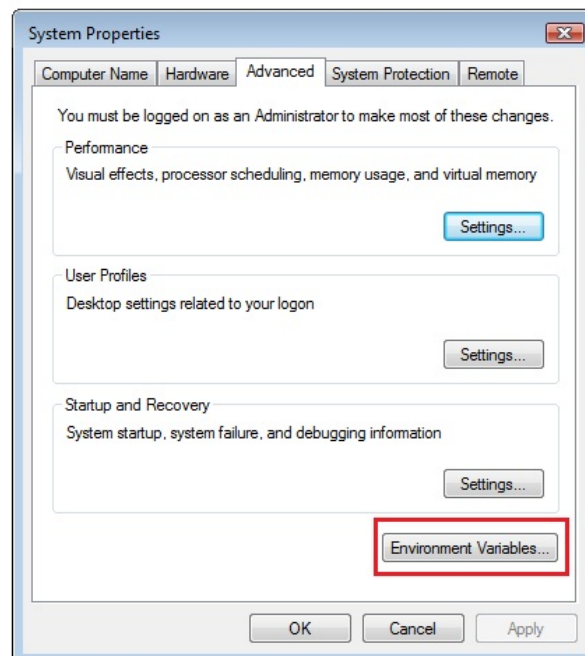 System Properties
Computer Name Hardware Advanced System Protection Remote
You must be logged on as an Administrator to make most of these changes.
Performance
Visual effects, processor scheduling, memory usage, and virtual memory
Settings...
User Profiles
Desktop settings related to your logon
Settings...
Startup and Recovery
System startup, system failure, and debugging information
Settings...
Environment Variables...
OK Cancel Apply